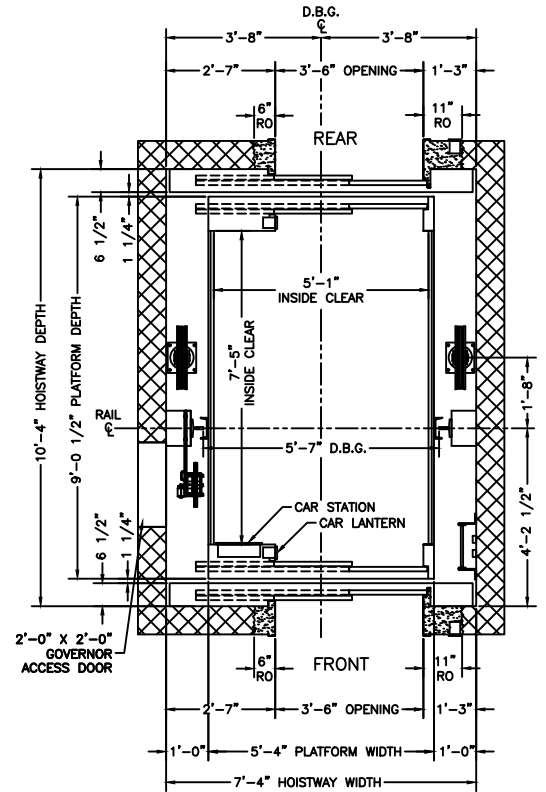 D.B.G.
C̲L
3'-8" 3'-8"
2'-7" 3'-6" OPENING 1'-3"
6"
RO
11"
RO
REAR
6 1/2"
1 1/4"
10'-4" HOISTWAY DEPTH
9'-0 1/2" PLATFORM DEPTH
5'-1"
INSIDE CLEAR
7'-5"
INSIDE CLEAR
1'-8"
RAIL
CL
5'-7" D.B.G.
4'-2 1/2"
CAR STATION
CAR LANTERN
6 1/2"
1 1/4"
2'-0" X 2'-0"
GOVERNOR
ACCESS DOOR
6"
RO
11"
RO
FRONT
2'-7" 3'-6" OPENING 1'-3"
1'-0" 5'-4" PLATFORM WIDTH 1'-0"
7'-4" HOISTWAY WIDTH